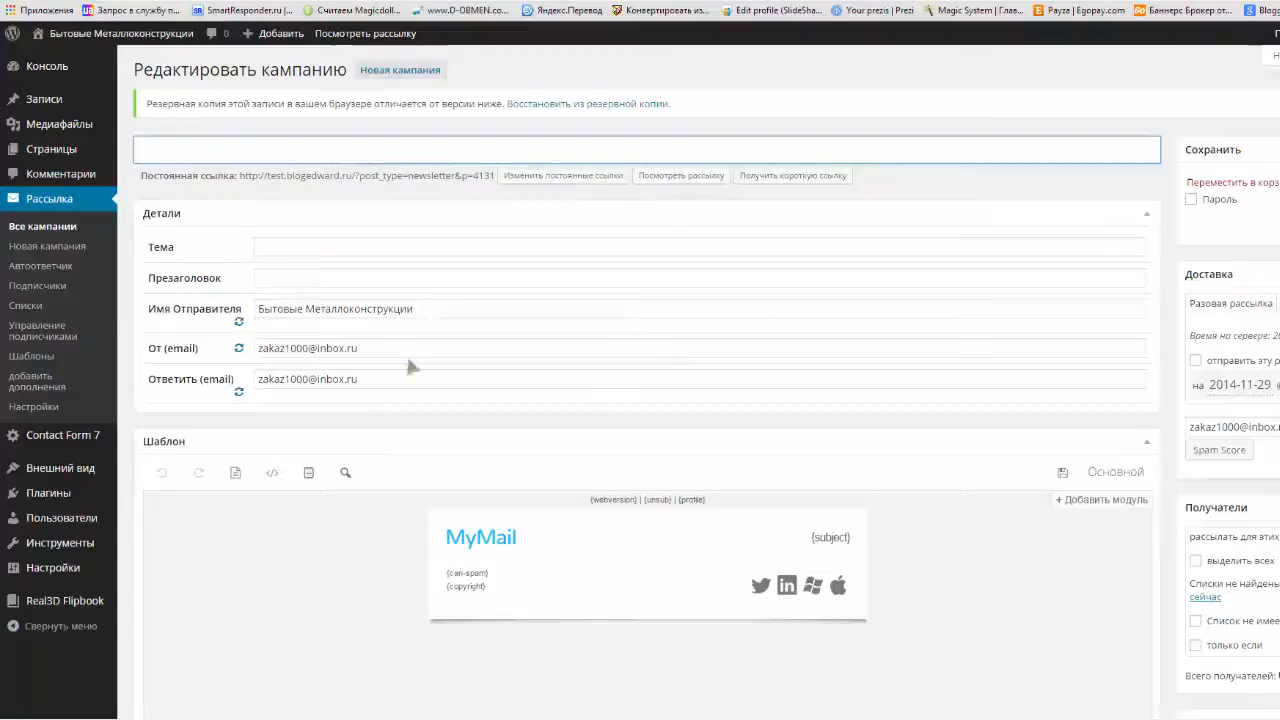 Приложения
Запрос в службу п...
SmartResponder.ru [...
Считаем Magicdoll...
www.D-OBMEN.co...
Яндекс.Перевод
Конвертировать из...
Edit profile (SlideSha...
Your prezis | Prezi
Magic System | Глав...
Payza | Egopay.com
Баннерс Брокер от...
Blog
Бытовые Металлоконструкции
0
Добавить
Посмотреть рассылку
Консоль
Записи
Медиафайлы
Страницы
Комментарии
Рассылка
Все кампании
Новая кампания
Автоответчик
Подписчики
Списки
Управление
подписчиками
Шаблоны
добавить
дополнения
Настройки
Contact Form 7
Внешний вид
Плагины
Пользователи
Инструменты
Настройки
Real3D Flipbook
Свернуть меню
Редактировать кампанию
Новая кампания
Резервная копия этой записи в вашем браузере отличается от версии ниже. Восстановить из резервной копии.
Постоянная ссылка: http://test.blogedward.ru/?post_type=newsletter&p=4131
Изменить постоянные ссылки
Посмотреть рассылку
Получить короткую ссылку
Детали
Тема
Презаголовок
Имя Отправителя
Бытовые Металлоконструкции
От (email)
zakaz1000@inbox.ru
Ответить (email)
zakaz1000@inbox.ru
Шаблон
</> 
Основной
{webversion} | {unsub} | {profile}
+ Добавить модуль
MyMail
{subject}
{can-spam}
{copyright}
Сохранить
Переместить в корз
Пароль
Доставка
Разовая рассылка
Время на сервере: 20
отправить эту р
на 2014-11-29 @
zakaz1000@inbox.r
Spam Score
Получатели
рассылать для этих
выделить всех
Списки не найдены
сейчас
Список не имее
только если
Всего получателей: